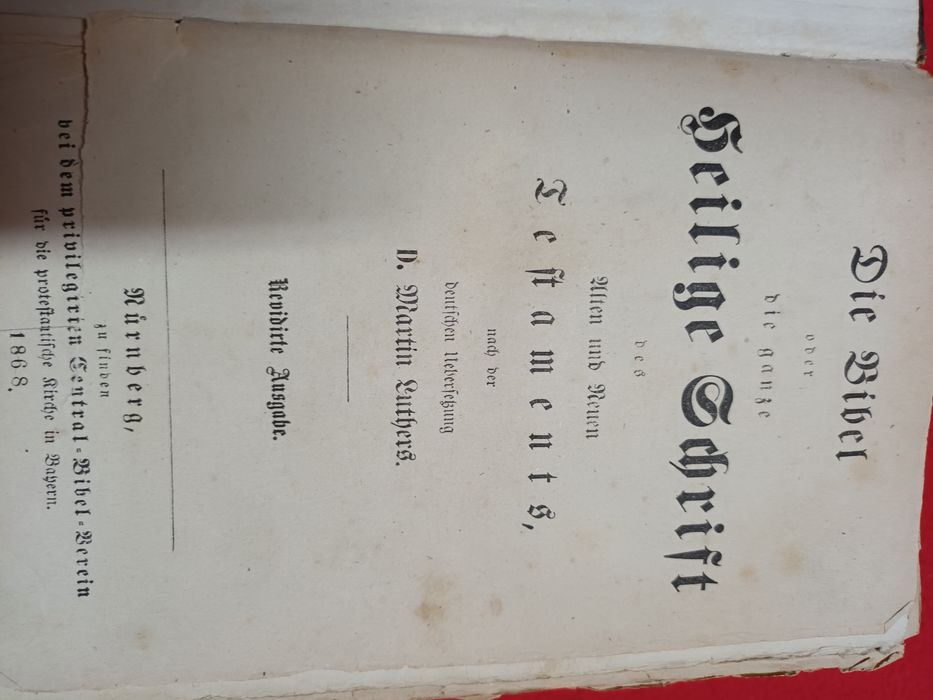 Die Bibel
oder
die ganze
Heilige Schrift
des
Alten und Neuen
Testaments,
nach der
deutschen Uebersetzung
D. Martin Luthers.
Revidirte Ausgabe.
Nürnberg,
zu finden
bei dem privilegirten Central-Bibel-Verein
für die protestantische Kirche in Bayern.
1868.